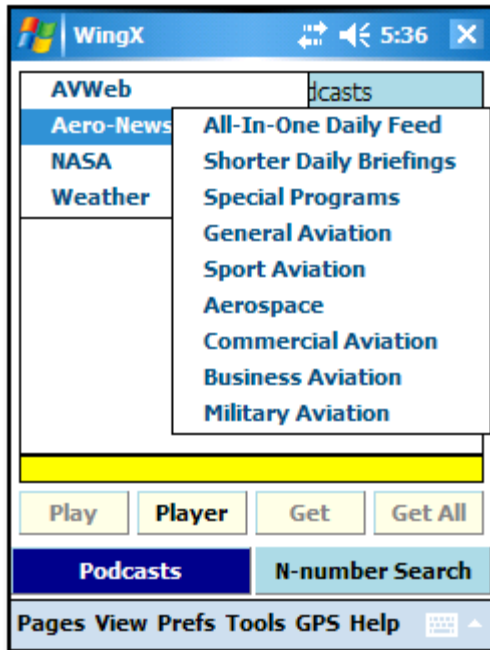 WingX 5:36
AVWeb
dcasts
Aero-News
NASA
Weather
All-In-One Daily Feed
Shorter Daily Briefings
Special Programs
General Aviation
Sport Aviation
Aerospace
Commercial Aviation
Business Aviation
Military Aviation
Play Player Get Get All
Podcasts N-number Search
Pages View Prefs Tools GPS Help